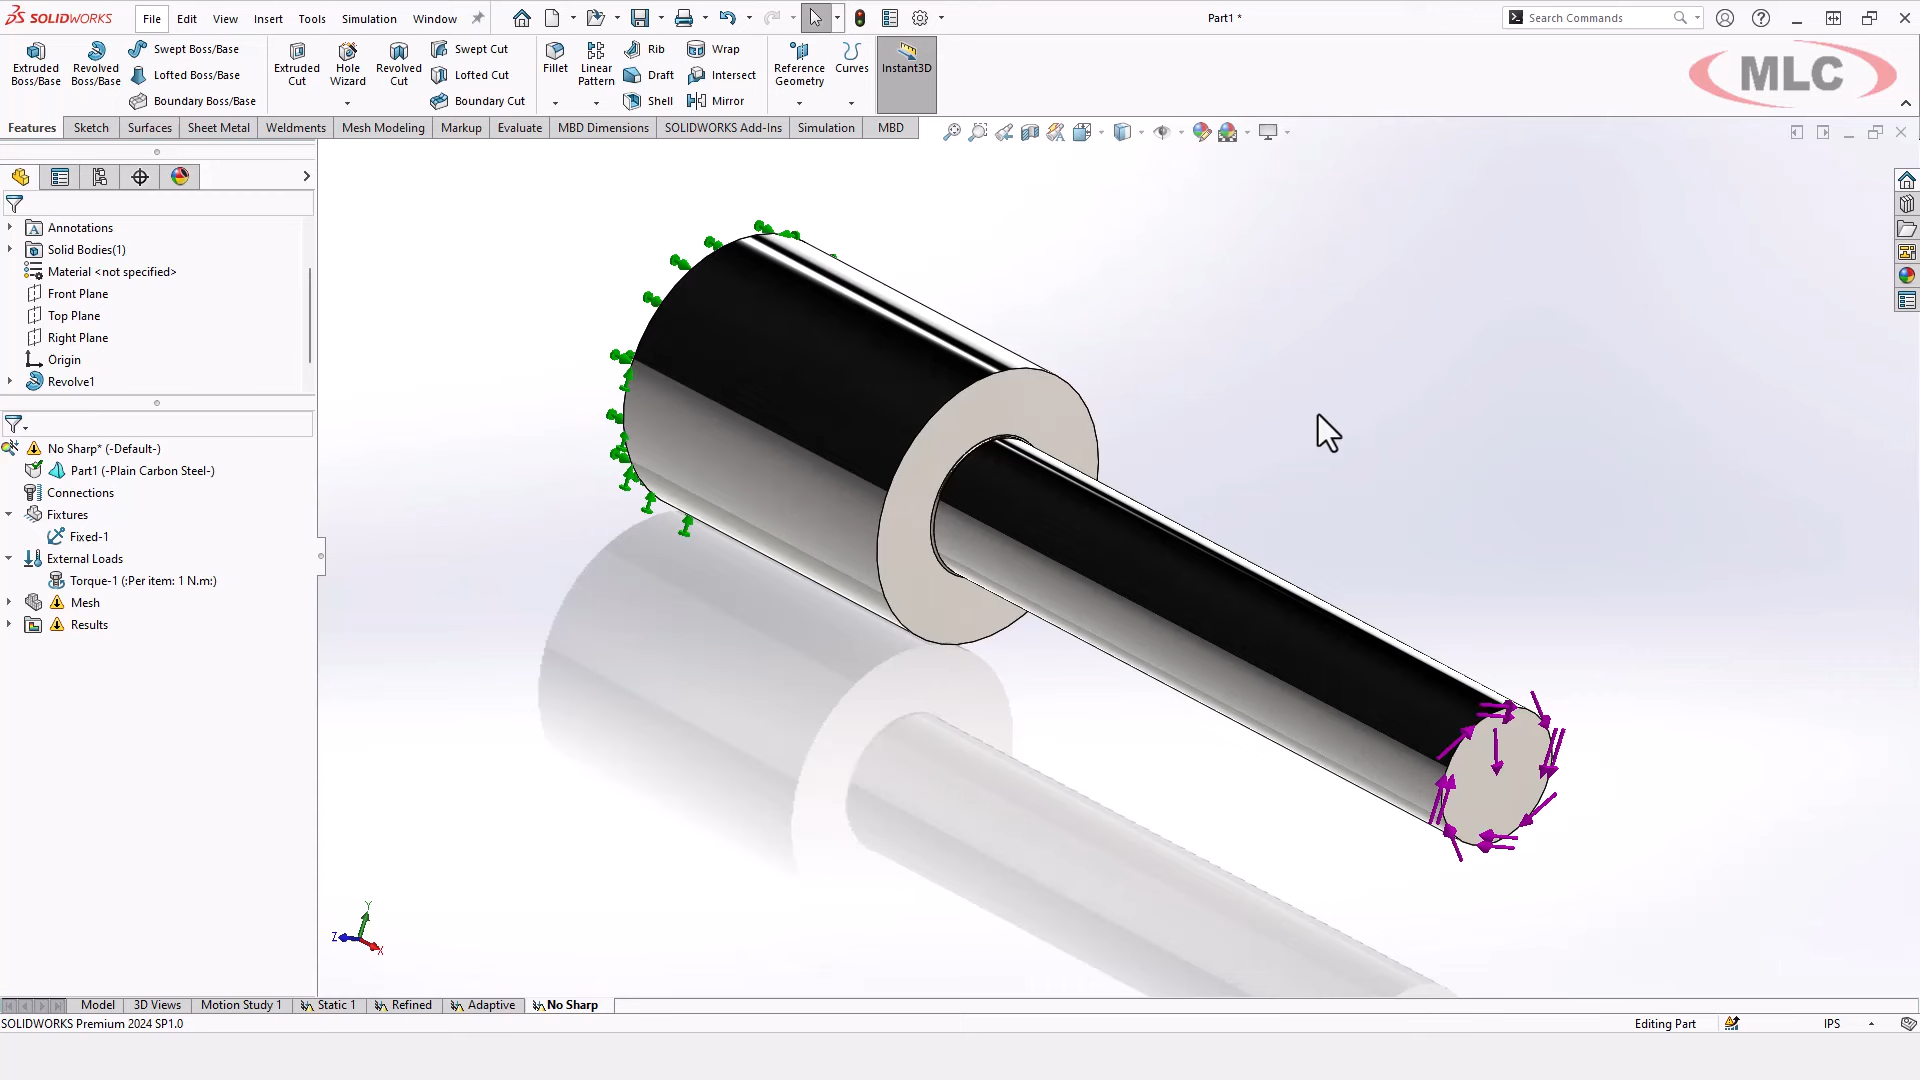 SOLIDWORKS File Edit View Insert Tools Simulation Window Part1 * Search Commands
Extruded Boss/Base Revolved Boss/Base Swept Boss/Base Extruded Cut Hole Wizard Revolved Cut Swept Cut Fillet Linear Pattern Rib Wrap Reference Geometry Curves Instant3D MLC
Lofted Boss/Base Lofted Cut Draft Intersect
Boundary Boss/Base Boundary Cut Shell Mirror
Features Sketch Surfaces Sheet Metal Weldments Mesh Modeling Markup Evaluate MBD Dimensions SOLIDWORKS Add-Ins Simulation MBD
Annotations
Solid Bodies(1)
Material <not specified>
Front Plane
Top Plane
Right Plane
Origin
Revolve1
No Sharp* (-Default-)
Part1 (-Plain Carbon Steel-)
Connections
Fixtures
Fixed-1
External Loads
Torque-1 (:Per item: 1 N.m:)
Mesh
Results
Y
Z
X
Model 3D Views Motion Study 1 Static 1 Refined Adaptive No Sharp
SOLIDWORKS Premium 2024 SP1.0 Editing Part IPS